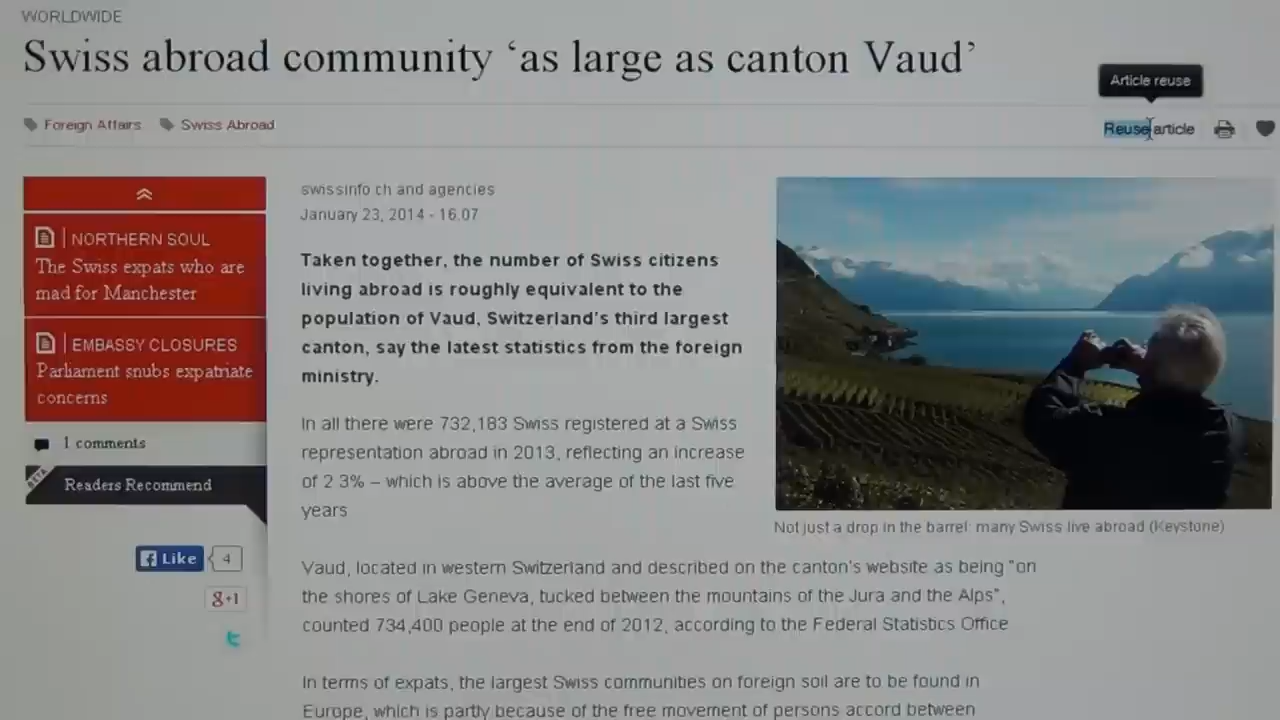 WORLDWIDE
Swiss abroad community ‘as large as canton Vaud’
Article reuse
Foreign Affairs
Swiss Abroad
Reuse article
NORTHERN SOUL
The Swiss expats who are
mad for Manchester
EMBASSY CLOSURES
Parliament snubs expatriate
concerns
1 comments
BETA
Readers Recommend
Like
4
g+1
swissinfo.ch and agencies
January 23, 2014 - 16:07
Taken together, the number of Swiss citizens
living abroad is roughly equivalent to the
population of Vaud, Switzerland's third largest
canton, say the latest statistics from the foreign
ministry.
In all there were 732,183 Swiss registered at a Swiss
representation abroad in 2013, reflecting an increase
of 2.3% – which is above the average of the last five
years
Not just a drop in the barrel: many Swiss live abroad (Keystone)
Vaud, located in western Switzerland and described on the canton's website as being "on
the shores of Lake Geneva, tucked between the mountains of the Jura and the Alps",
counted 734,400 people at the end of 2012, according to the Federal Statistics Office
In terms of expats, the largest Swiss communities on foreign soil are to be found in
Europe, which is partly because of the free movement of persons accord between